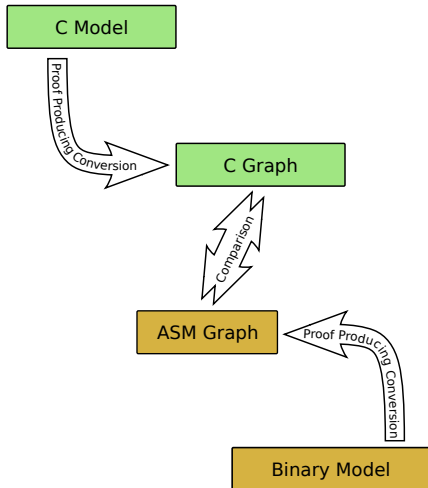 C Model
Proof Producing Conversion
C Graph
Comparison
ASM Graph
Proof Producing Conversion
Binary Model